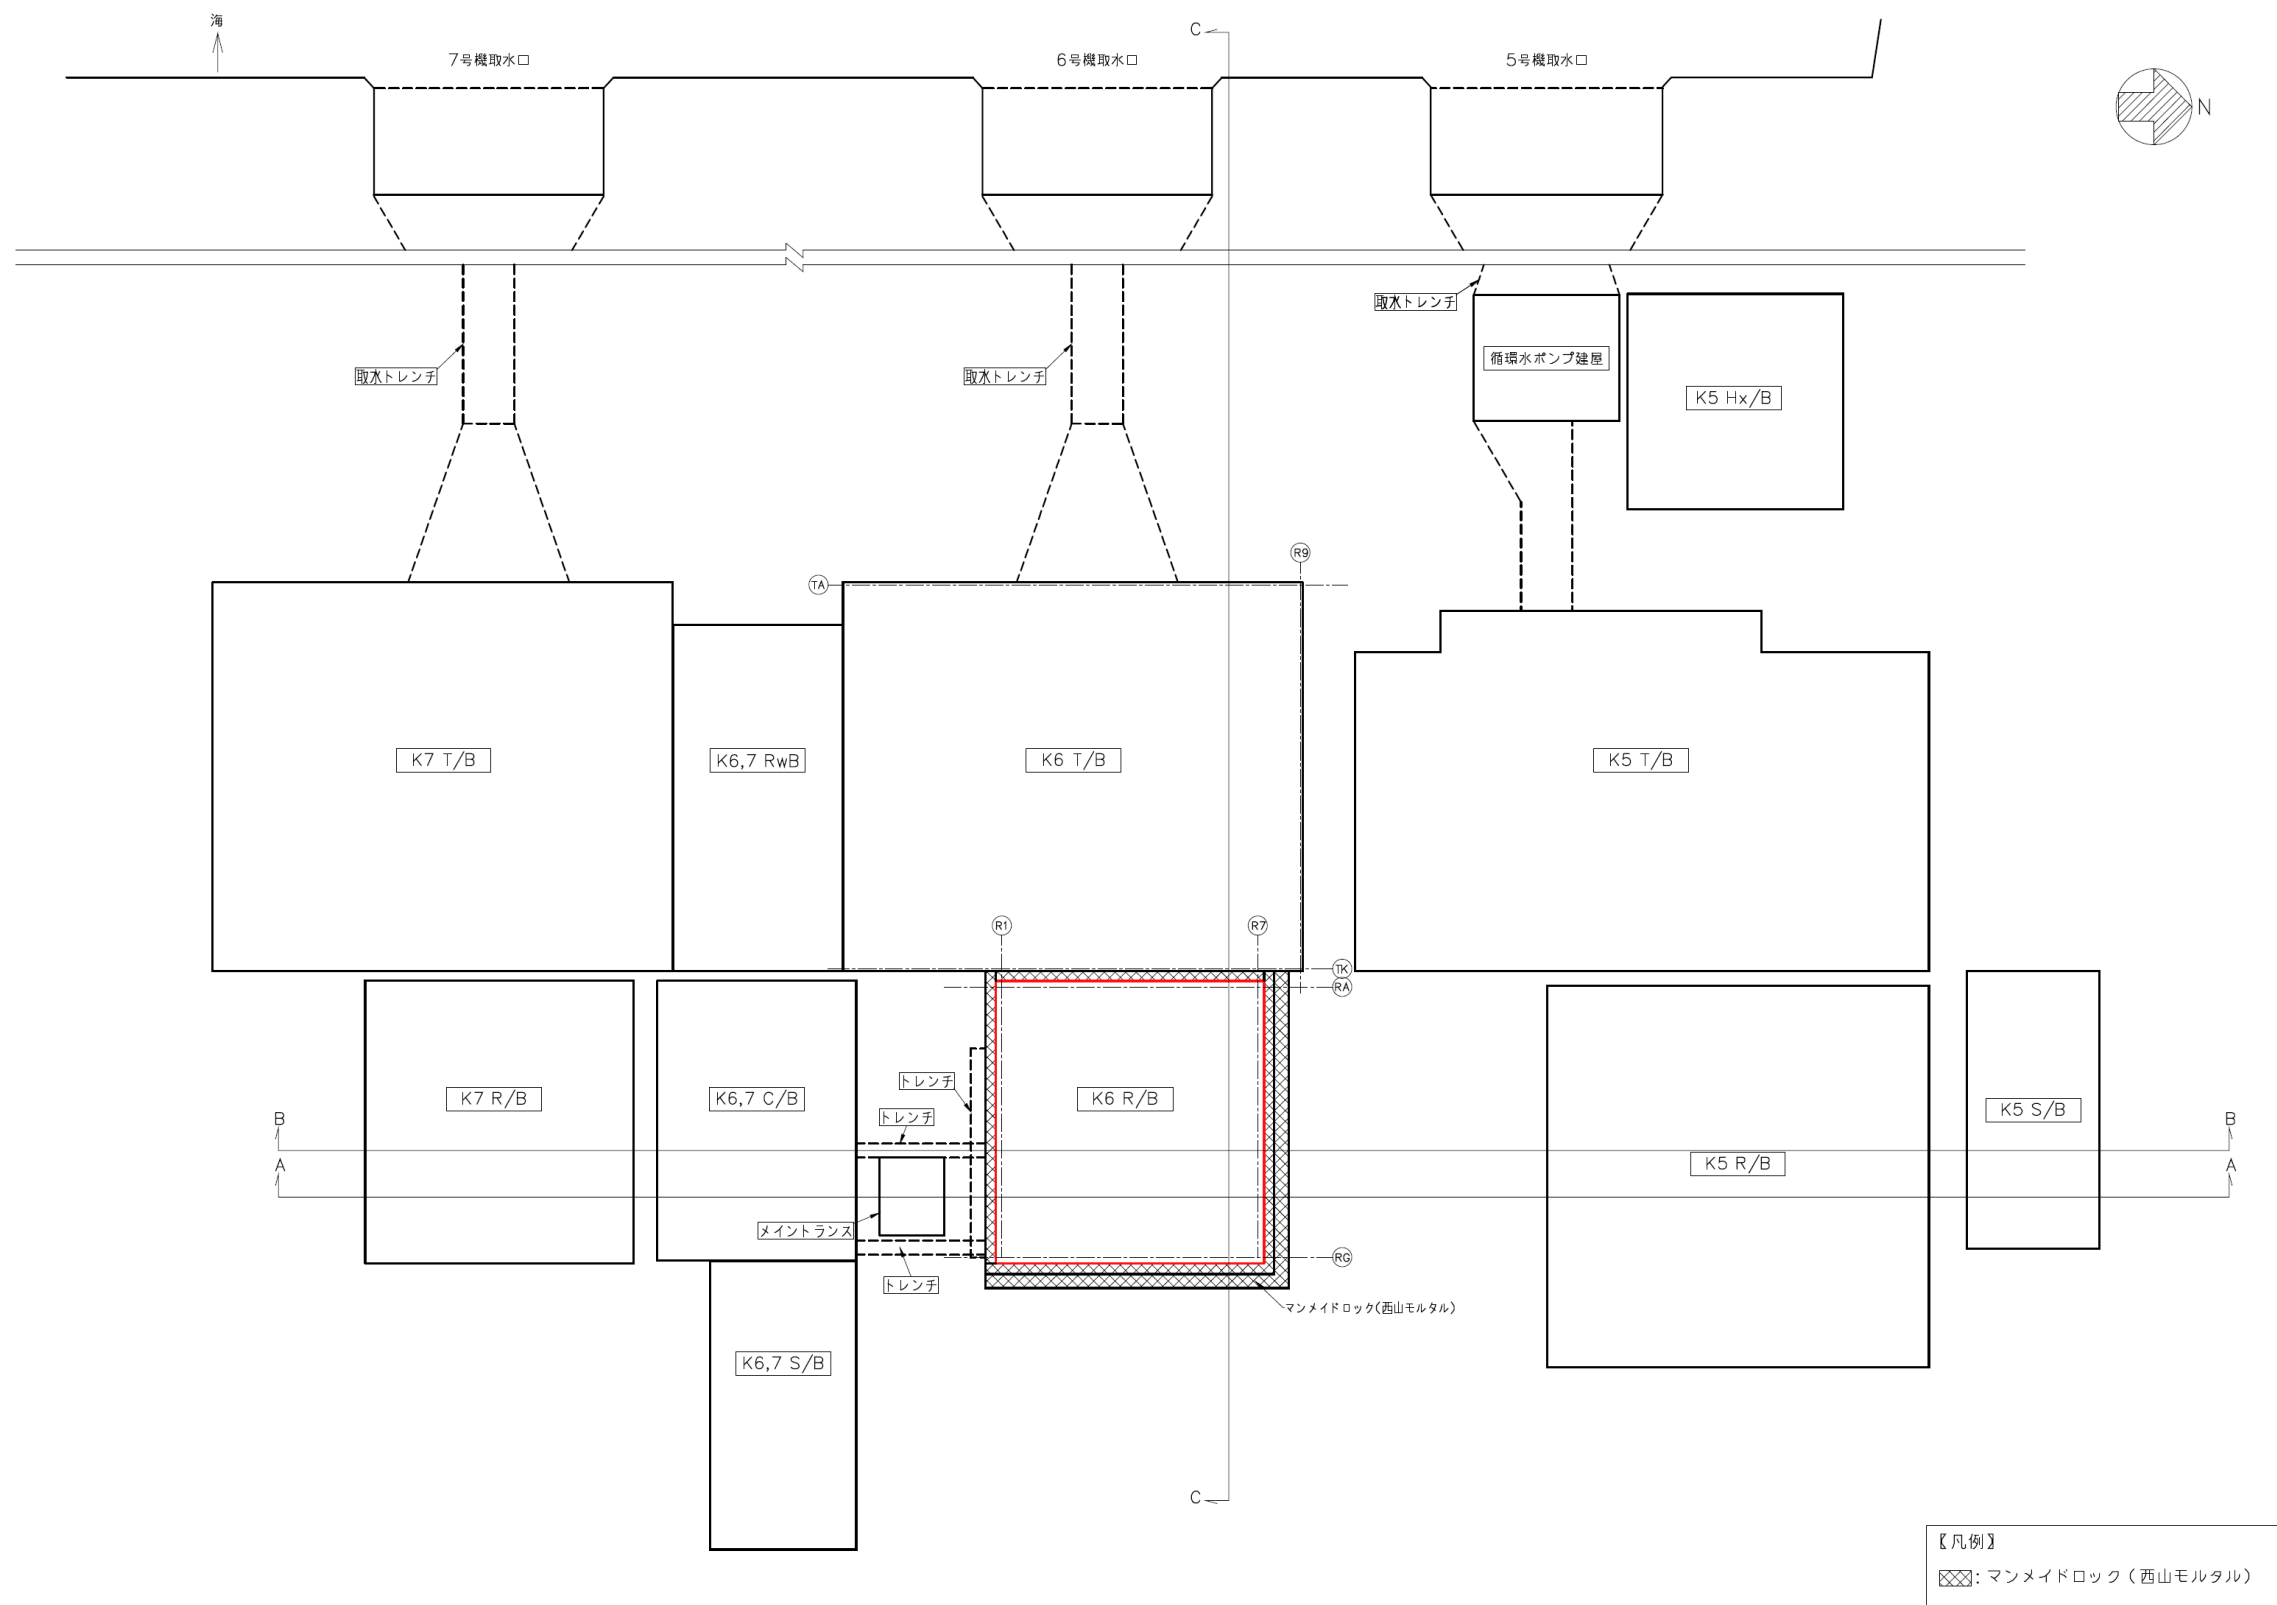 海
C
7号機取水口
6号機取水口
5号機取水口
N
取水トレンチ
循環水ポンプ建屋
取水トレンチ
取水トレンチ
K5 Hx/B
R9
TA
K7 T/B
K6,7 RwB
K6 T/B
K5 T/B
R1
R7
TK
RA
トレンチ
K7 R/B
K6,7 C/B
K6 R/B
K5 S/B
トレンチ
B
B
A
K5 R/B
A
メイントランス
RG
トレンチ
マンメイドロック(西山モルタル)
K6,7 S/B
C
〖凡例〗
: マンメイドロック(西山モルタル)